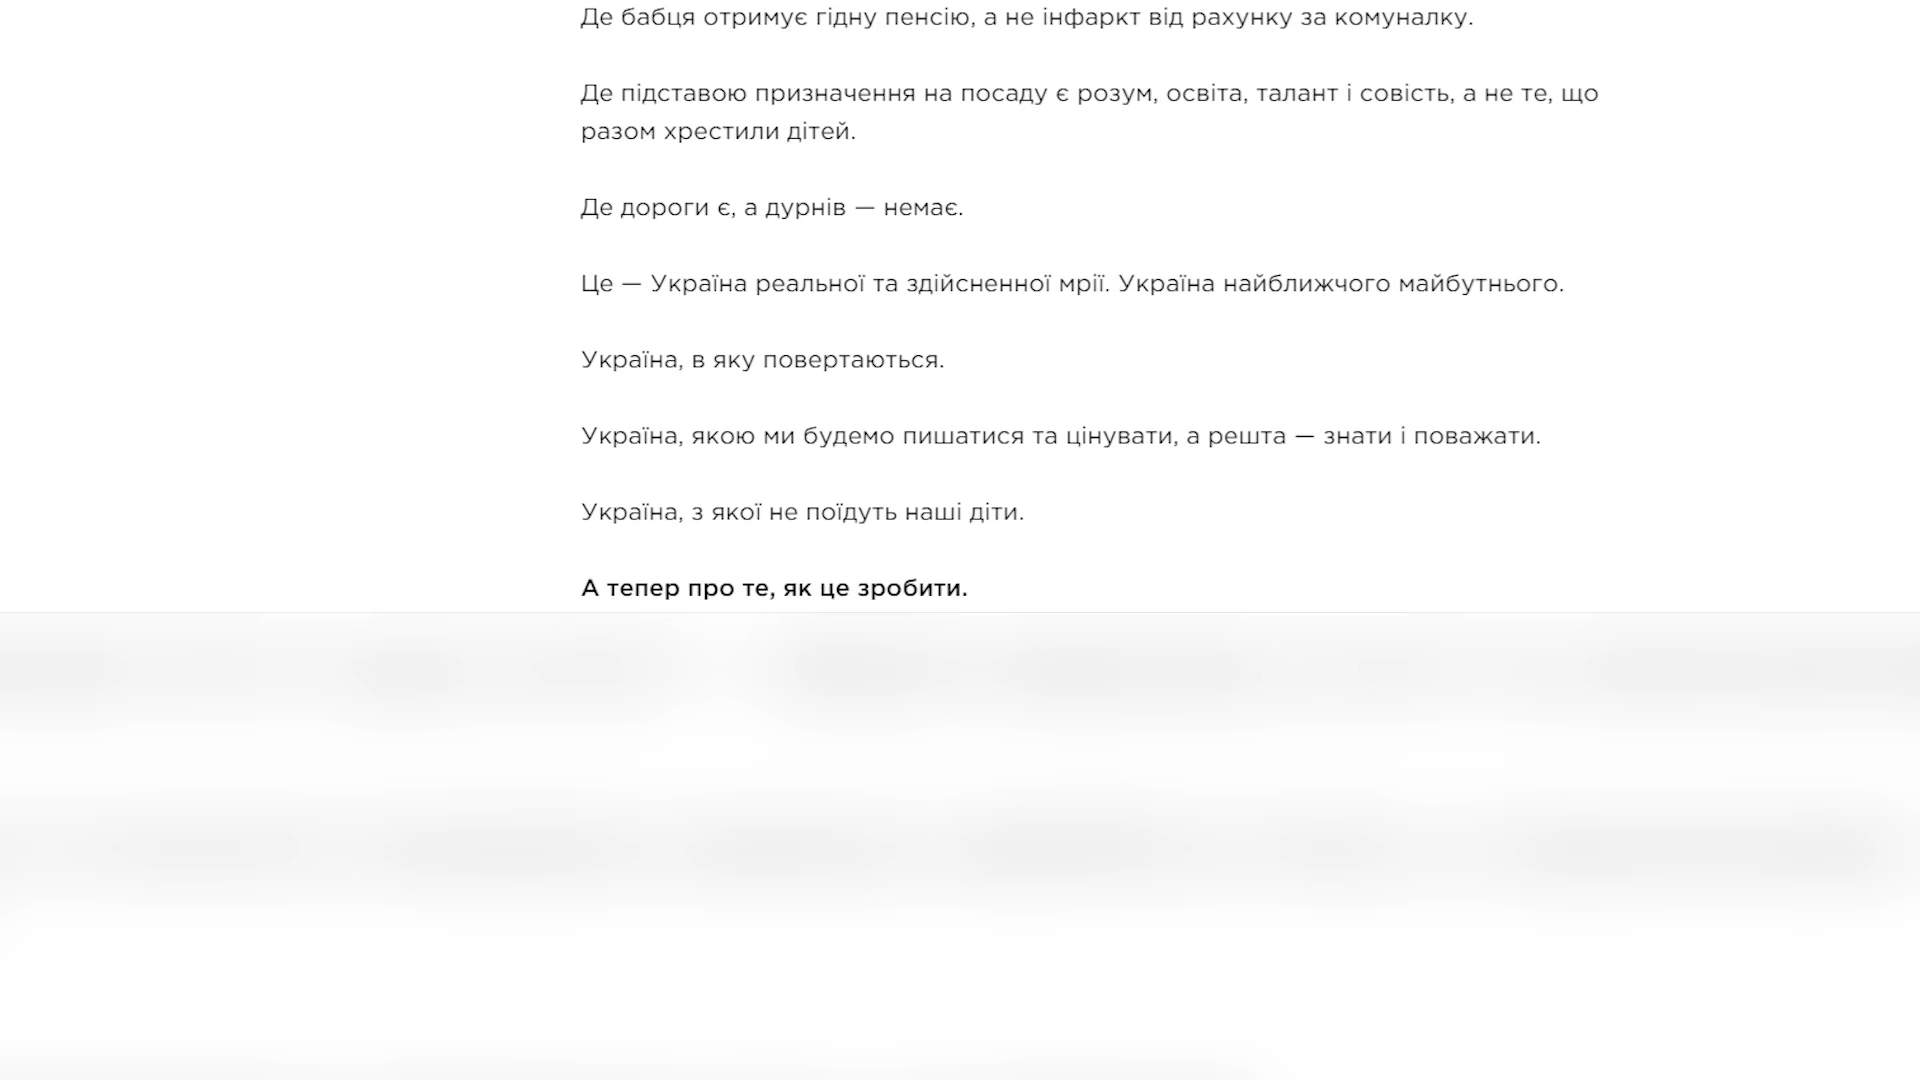 Де бабця отримує гідну пенсію, а не інфаркт від рахунку за комуналку.
Де підставою призначення на посаду є розум, освіта, талант і совість, а не те, що
разом хрестили дітей.
Де дороги є, а дурнів — немає.
Це — Україна реальної та здійсненної мрії. Україна найближчого майбутнього.
Україна, в яку повертаються.
Україна, якою ми будемо пишатися та цінувати, а решта — знати і поважати.
Україна, з якої не поїдуть наші діти.
А тепер про те, як це зробити.